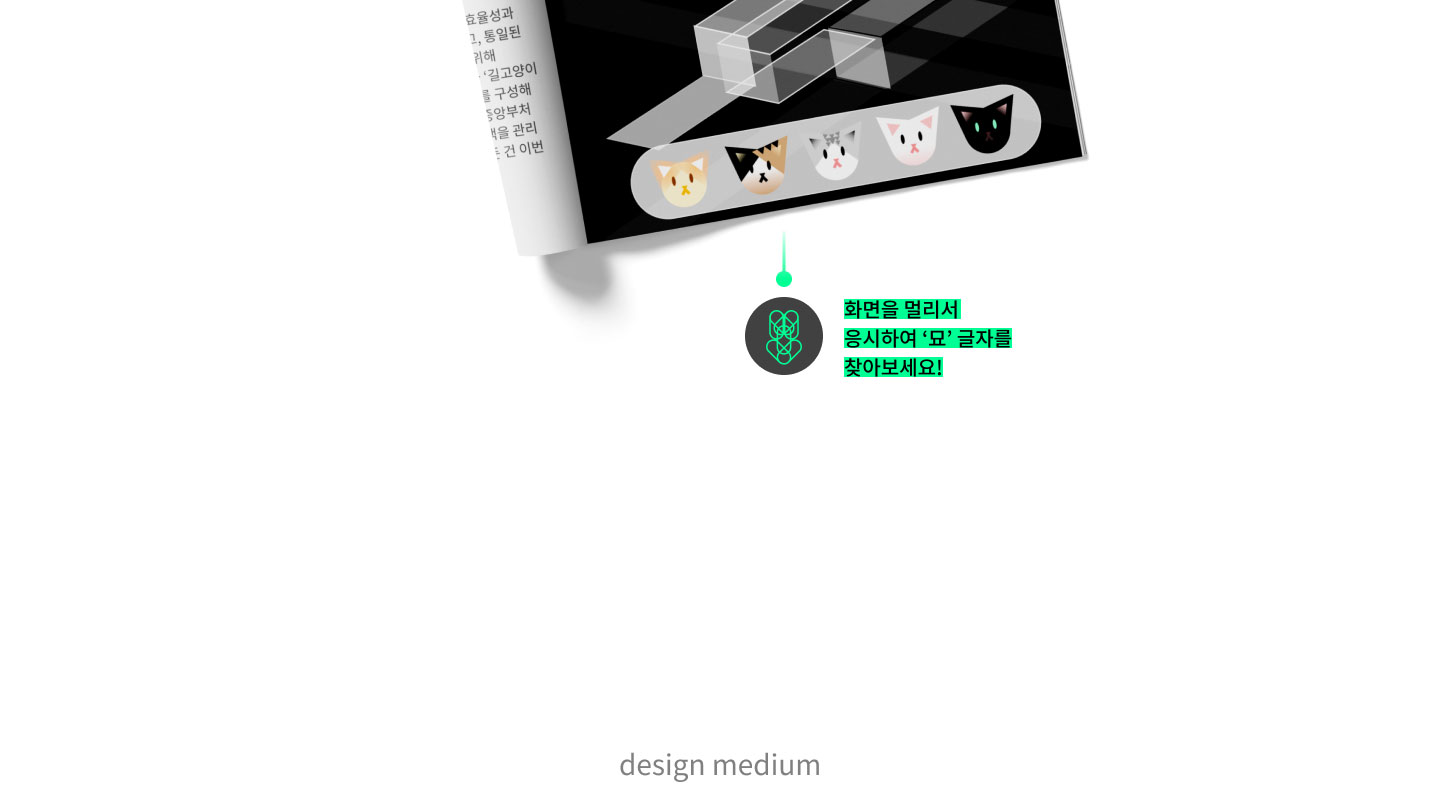 효율성과
고, 통일된
위해
‘길고양이
를 구성해
중앙부처
책을 관리
건 이번
화면을 멀리서
응시하여 ‘묘’ 글자를
찾아보세요!
design medium